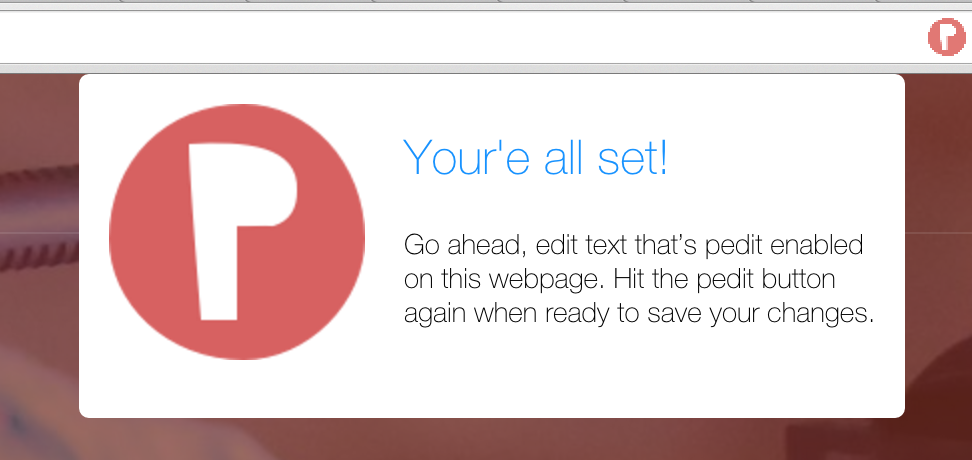 P
Your'e all set!
Go ahead, edit text that’s pedit enabled
on this webpage. Hit the pedit button
again when ready to save your changes.